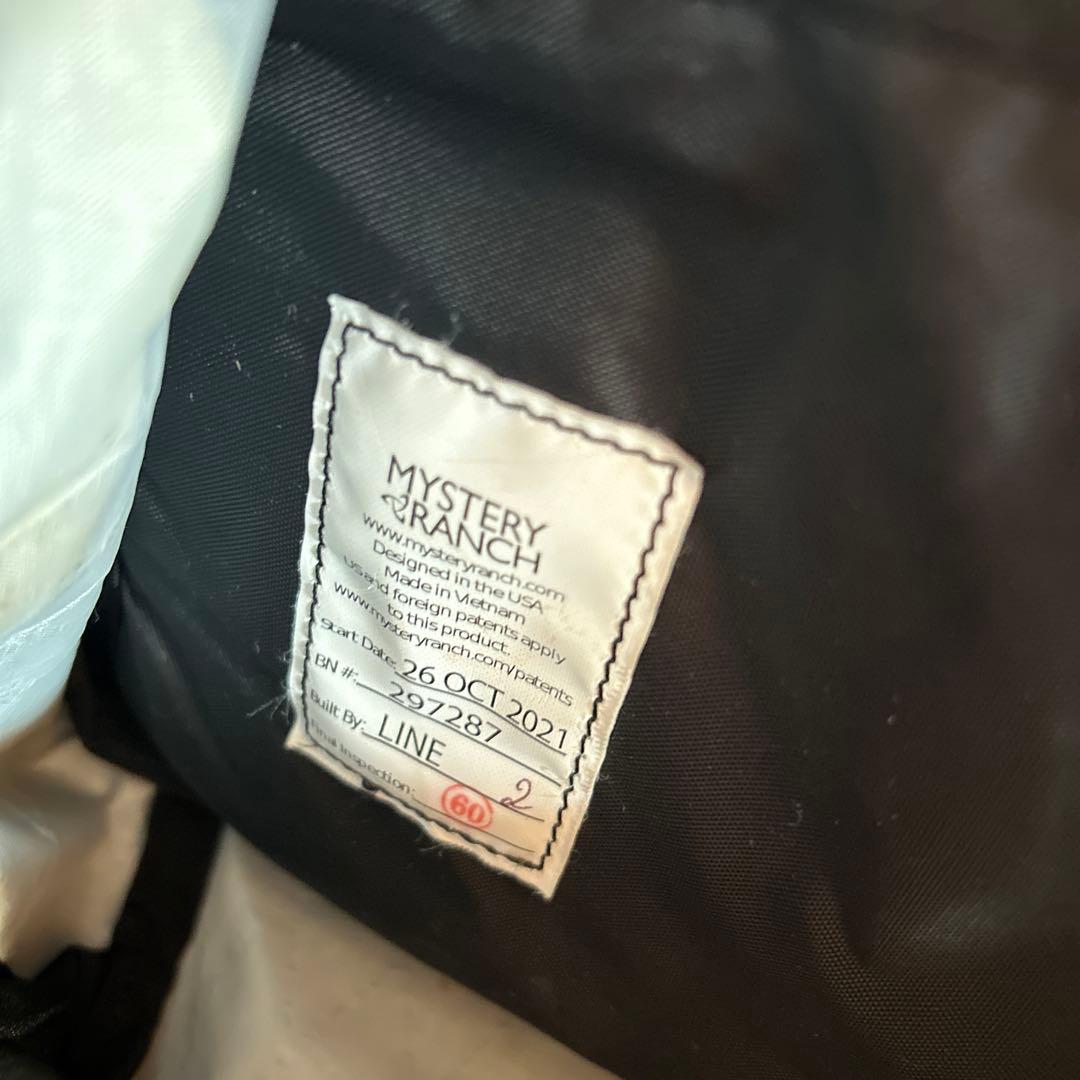 MYSTERY
RANCH
www.mysteryranch.com
Designed in the USA
Made in Vietnam
US and foreign patents apply
to this product.
www.mysteryranch.com/patents
Start Date: 26 OCT 2021
BN #: 297287
Built By: LINE 2
Final Inspection: 60